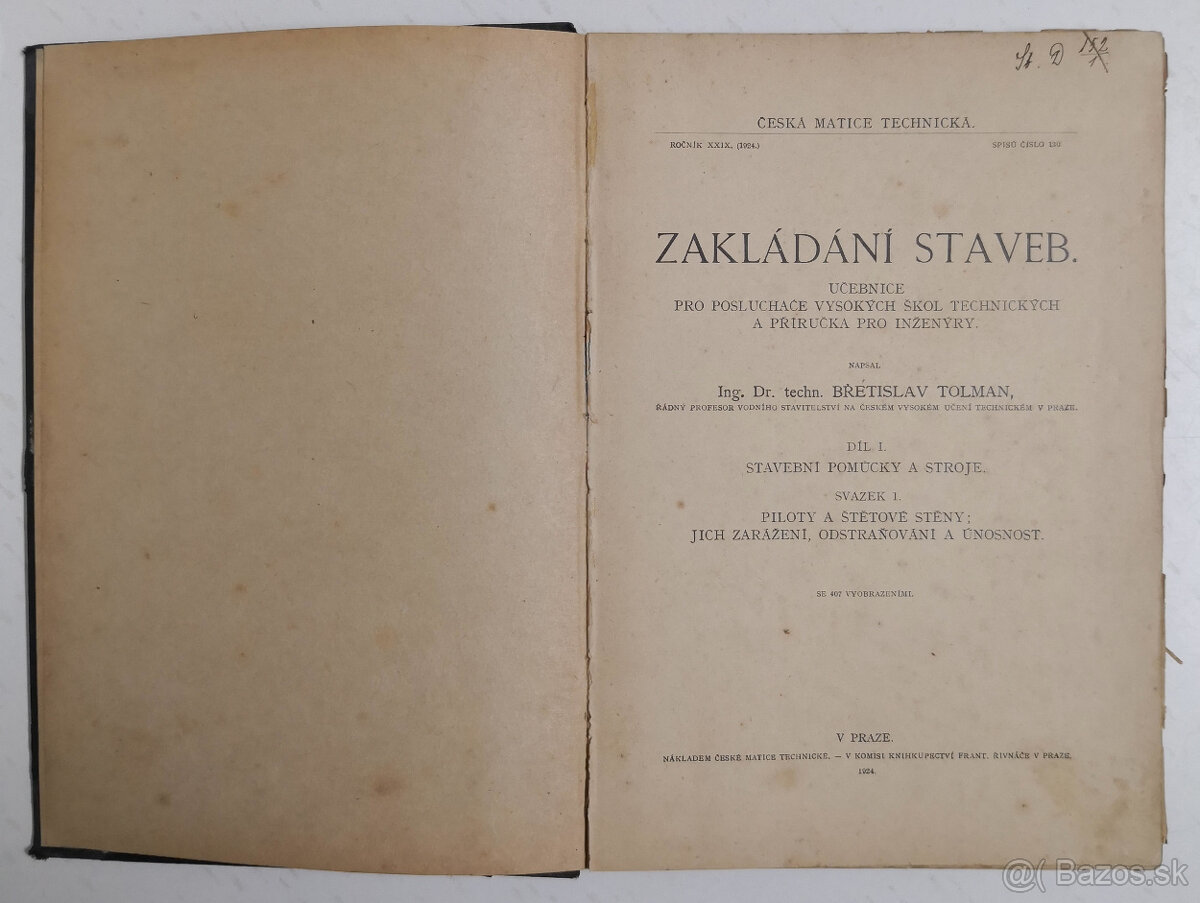 St. D 152
ČESKÁ MATICE TECHNICKÁ.
ROČNÍK XXIX. (1924.) SPISŮ ČÍSLO 130
ZAKLÁDÁNÍ STAVEB.
UČEBNICE
PRO POSLUCHAČE VYSOKÝCH ŠKOL TECHNICKÝCH
A PŘÍRUČKA PRO INŽENÝRY.
NAPSAL
Ing. Dr. techn. BŘETISLAV TOLMAN,
ŘÁDNÝ PROFESOR VODNÍHO STAVITELSTVÍ NA ČESKÉM VYSOKÉM UČENÍ TECHNICKÉM V PRAZE.
DÍL I.
STAVEBNÍ POMŮCKY A STROJE.
SVAZEK 1.
PILOTY A ŠTĚTOVÉ STĚNY;
JICH ZARÁŽENÍ, ODSTRAŇOVÁNÍ A ÚNOSNOST.
SE 407 VYOBRAZENÍMI.
V PRAZE.
NÁKLADEM ČESKÉ MATICE TECHNICKÉ. — V KOMISI KNIHKUPECTVÍ FRANT. ŘIVNÁČE V PRAZE.
1924.
@( Bazos.sk